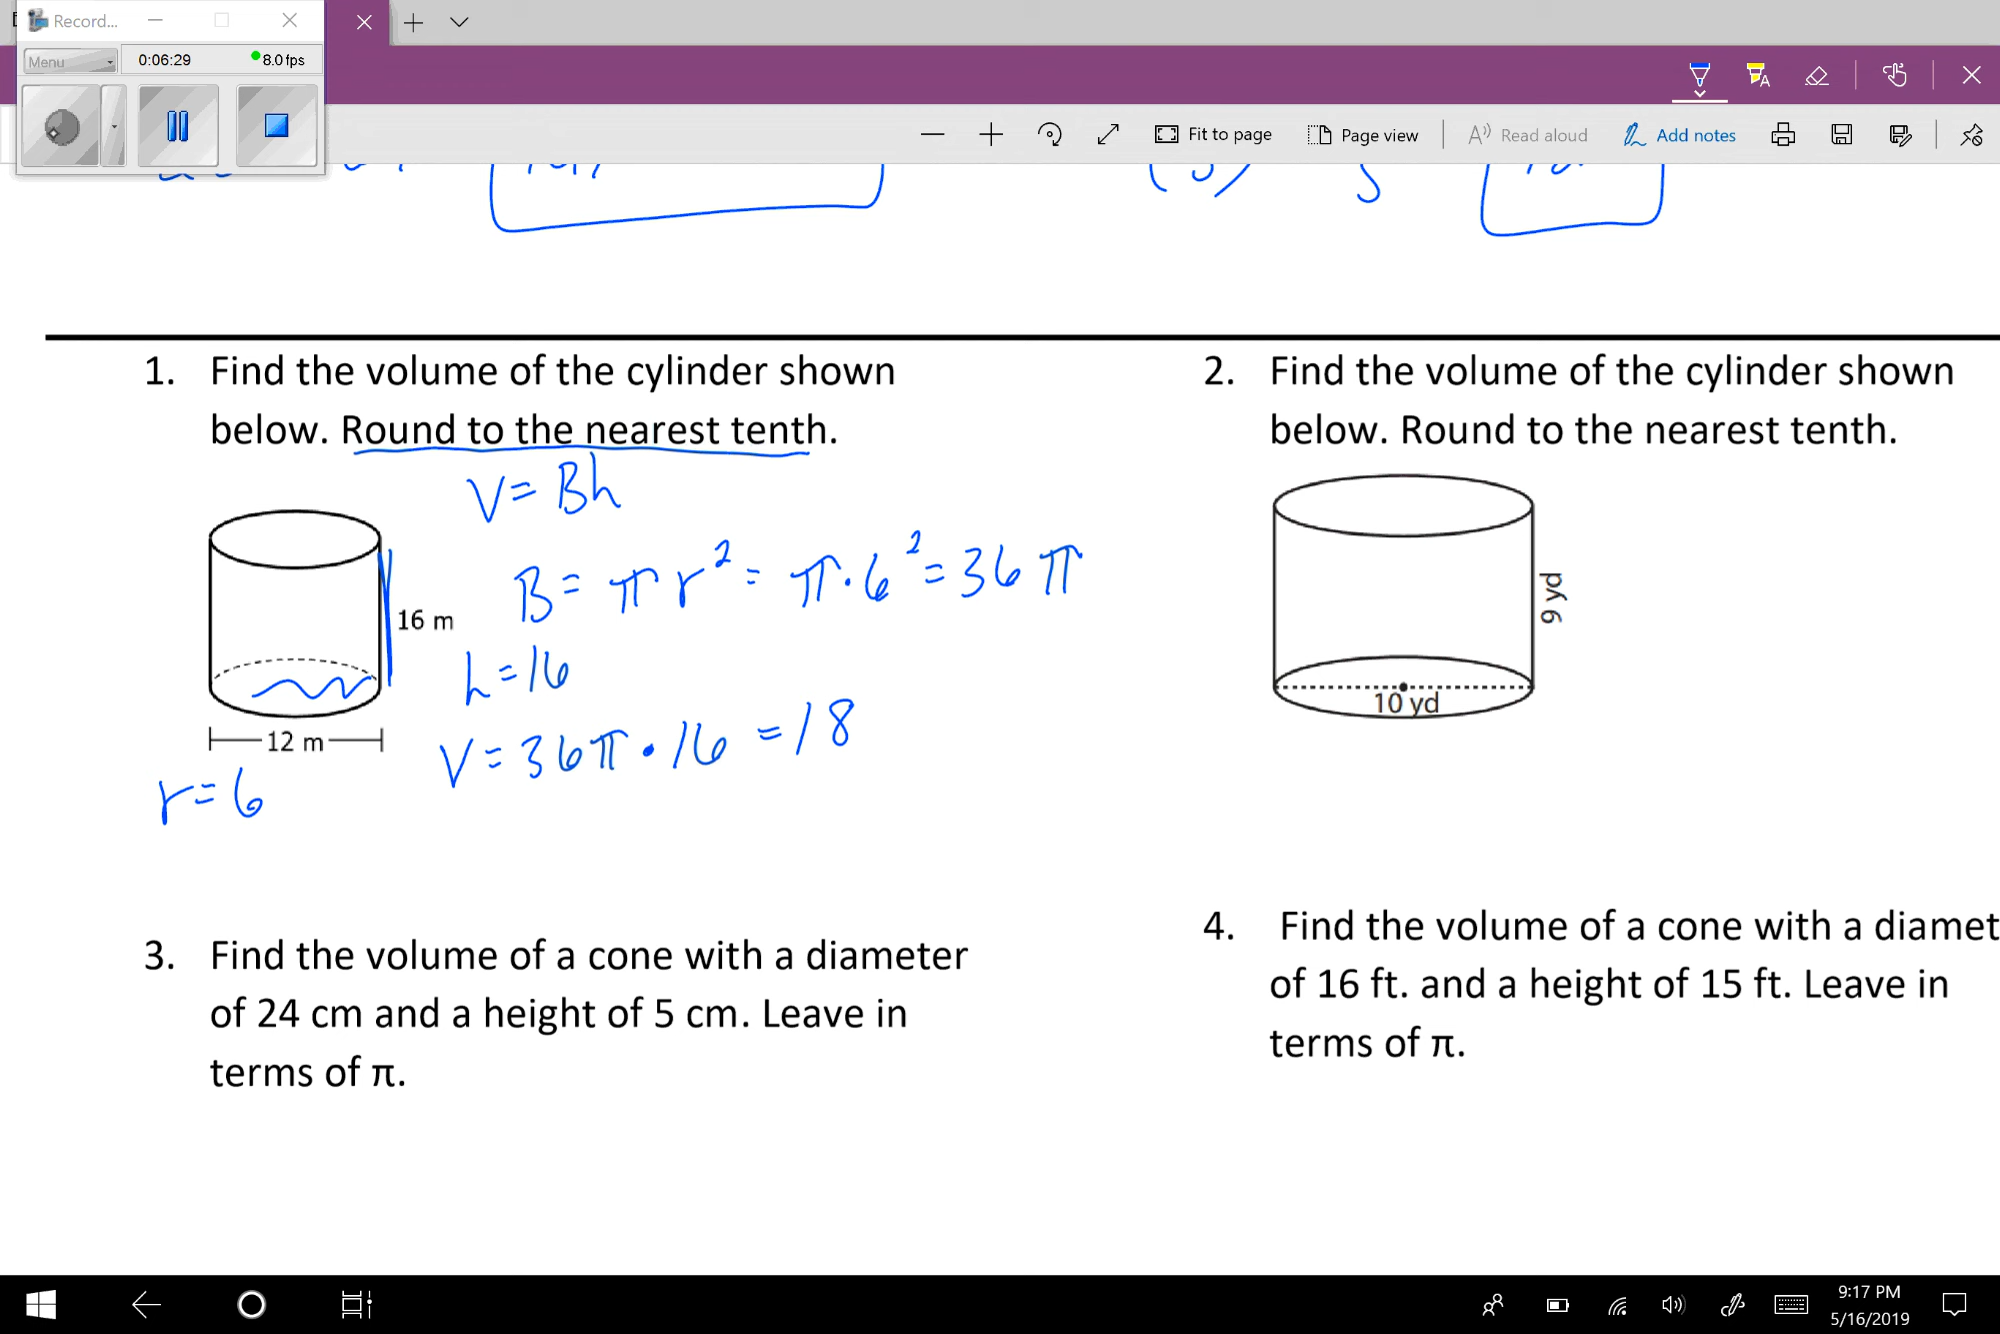 Record...
Menu
0:06:29
8.0 fps
Fit to page
Page view
Read aloud
Add notes
1. Find the volume of the cylinder shown
below. Round to the nearest tenth.
V = Bh
B = πr² = π·6² = 36π
16 m
h = 16
12 m
V = 36π • 16 = 18
r = 6
2. Find the volume of the cylinder shown
below. Round to the nearest tenth.
9 yd
10 yd
3. Find the volume of a cone with a diameter
of 24 cm and a height of 5 cm. Leave in
terms of π.
4. Find the volume of a cone with a diamet
of 16 ft. and a height of 15 ft. Leave in
terms of π.
9:17 PM
5/16/2019